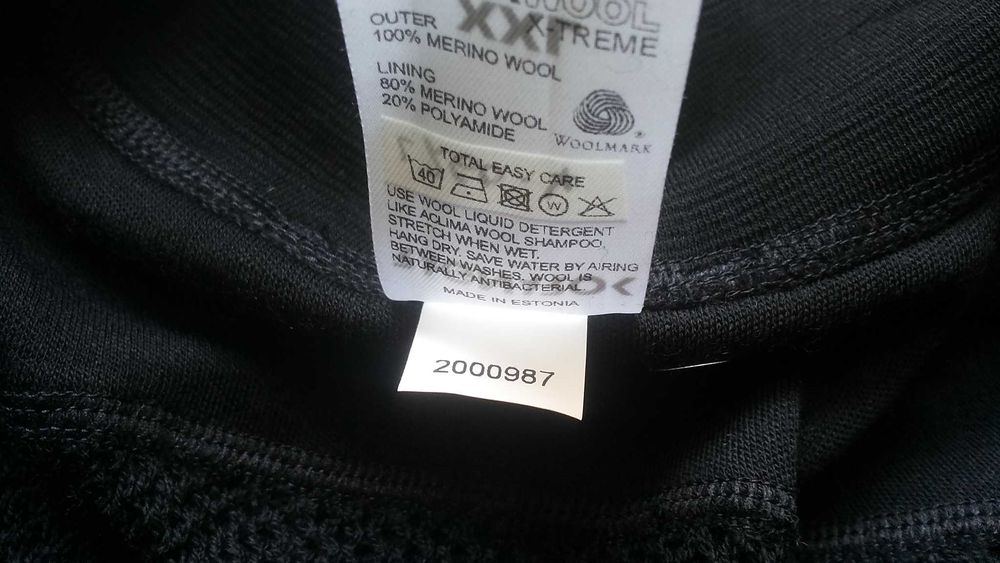 WOOL
X-TREME
XXL
OUTER
100% MERINO WOOL
LINING
80% MERINO WOOL
20% POLYAMIDE
WOOLMARK
TOTAL EASY CARE
40
W
USE WOOL LIQUID DETERGENT
LIKE ACLIMA WOOL SHAMPOO.
STRETCH WHEN WET.
HANG DRY. SAVE WATER BY AIRING
BETWEEN WASHES. WOOL IS
NATURALLY ANTIBACTERIAL.
MADE IN ESTONIA
2000987